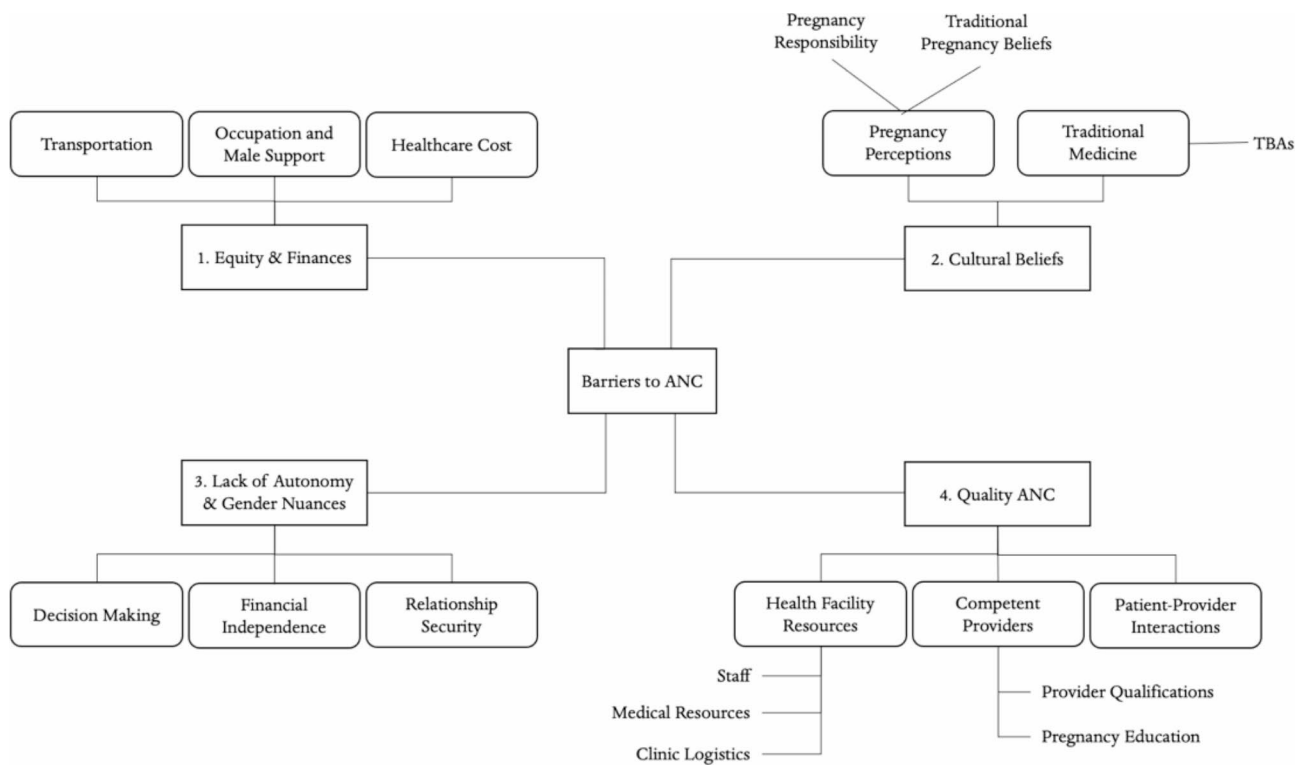 Pregnancy
Responsibility
Traditional
Pregnancy Beliefs
Transportation
Occupation and
Male Support
Healthcare Cost
Pregnancy
Perceptions
Traditional
Medicine
TBAs
1. Equity & Finances
2. Cultural Beliefs
Barriers to ANC
3. Lack of Autonomy
& Gender Nuances
4. Quality ANC
Decision Making
Financial
Independence
Relationship
Security
Health Facility
Resources
Competent
Providers
Patient-Provider
Interactions
Staff
Medical Resources
Clinic Logistics
Provider Qualifications
Pregnancy Education